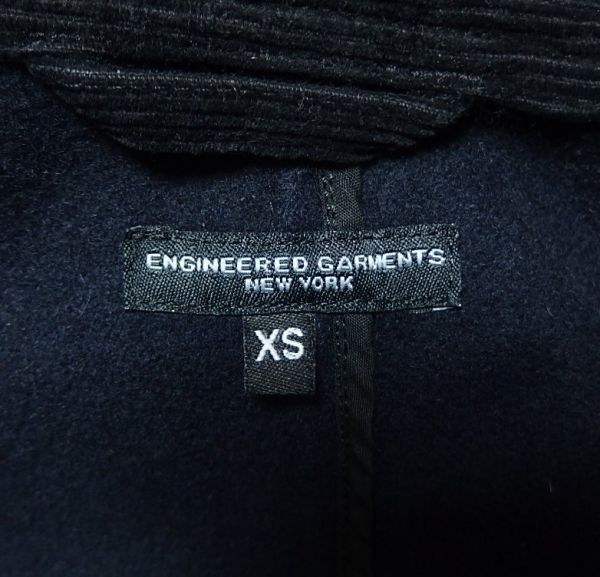 ENGINEERED GARMENTS
NEW YORK
XS